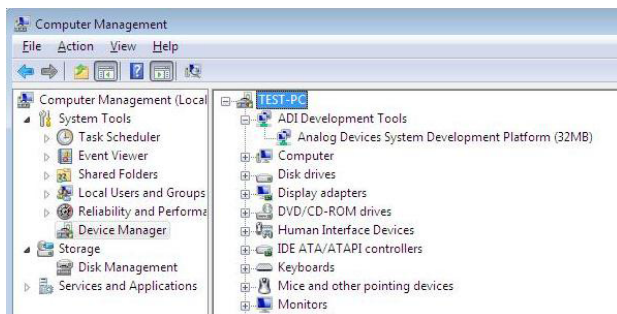 Computer Management
File Action View Help
Computer Management (Local
System Tools
Task Scheduler
Event Viewer
Shared Folders
Local Users and Groups
Reliability and Performa
Device Manager
Storage
Disk Management
Services and Applications
TEST-PC
ADI Development Tools
Analog Devices System Development Platform (32MB)
Computer
Disk drives
Display adapters
DVD/CD-ROM drives
Human Interface Devices
IDE ATA/ATAPI controllers
Keyboards
Mice and other pointing devices
Monitors